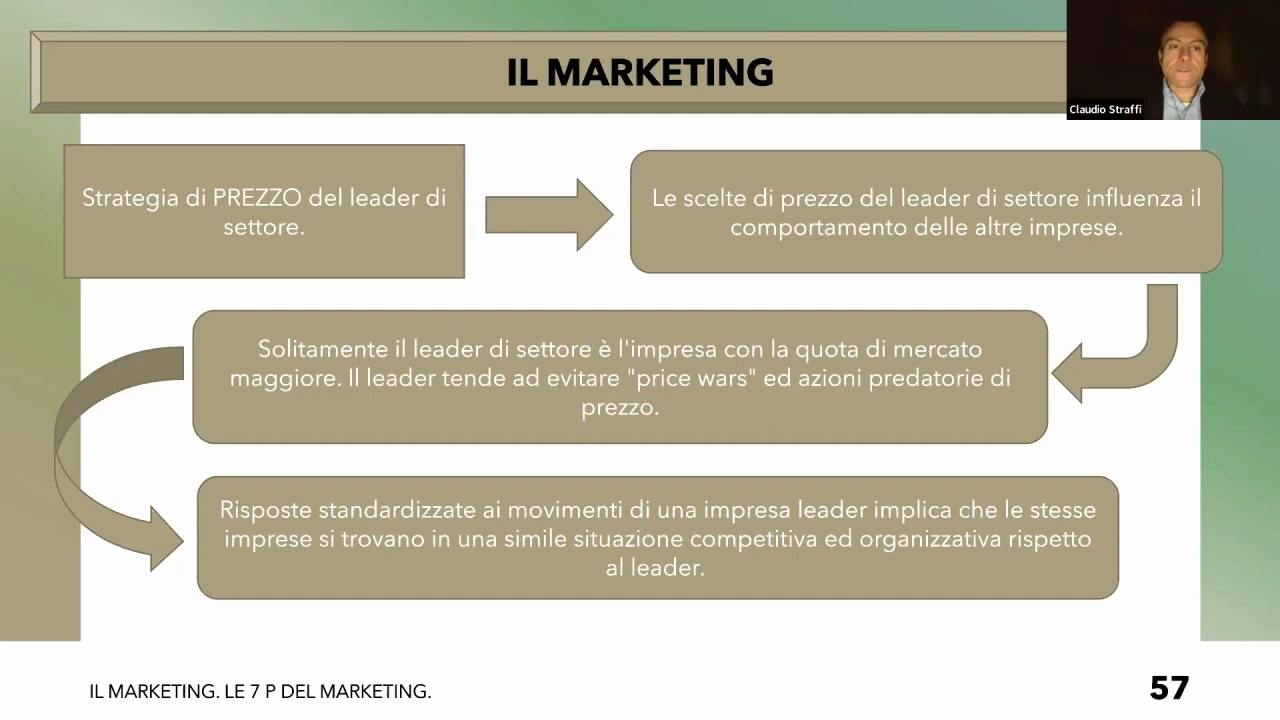 IL MARKETING
Claudio Straffi
Strategia di PREZZO del leader di
settore.
Le scelte di prezzo del leader di settore influenza il
comportamento delle altre imprese.
Solitamente il leader di settore è l'impresa con la quota di mercato
maggiore. Il leader tende ad evitare "price wars" ed azioni predatorie di
prezzo.
Risposte standardizzate ai movimenti di una impresa leader implica che le stesse
imprese si trovano in una simile situazione competitiva ed organizzativa rispetto
al leader.
IL MARKETING. LE 7 P DEL MARKETING.
57